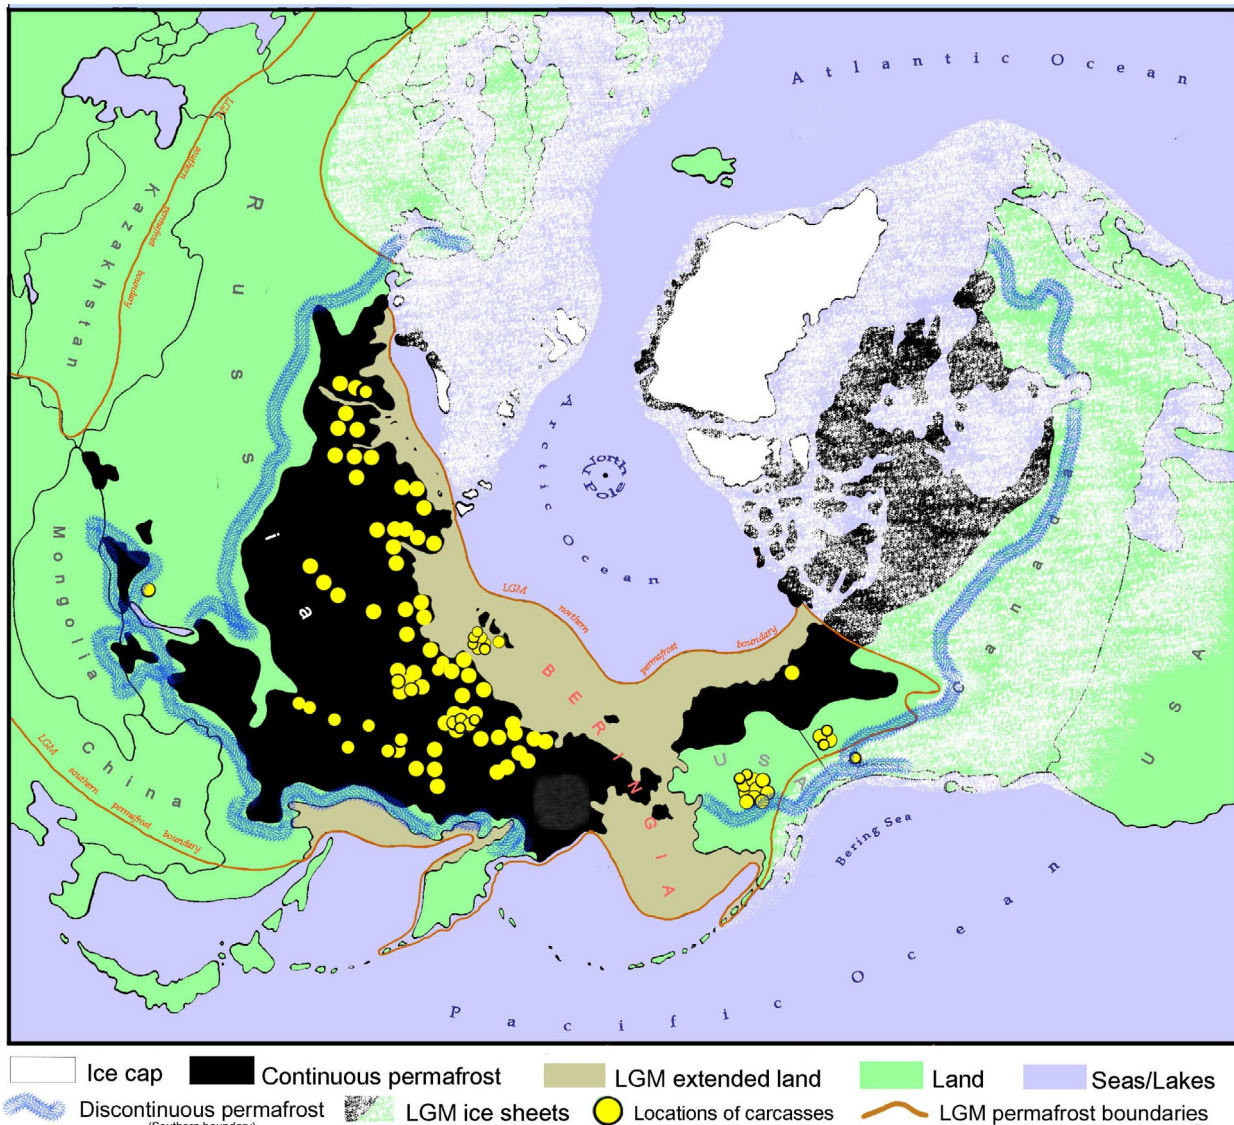 Atlantic Ocean
LGM
southern
permafrost
boundary
Kazakhstan
Russia
North
Pole
Arctic Ocean
Mongolia
LGM
northern
permafrost
boundary
BERINGIA
Canada
USA
USA
China
LGM
southern
permafrost
boundary
Bering Sea
Pacific Ocean
Ice cap
Continuous permafrost
LGM extended land
Land
Seas/Lakes
Discontinuous permafrost
(Southern boundary)
LGM ice sheets
Locations of carcasses
LGM permafrost boundaries